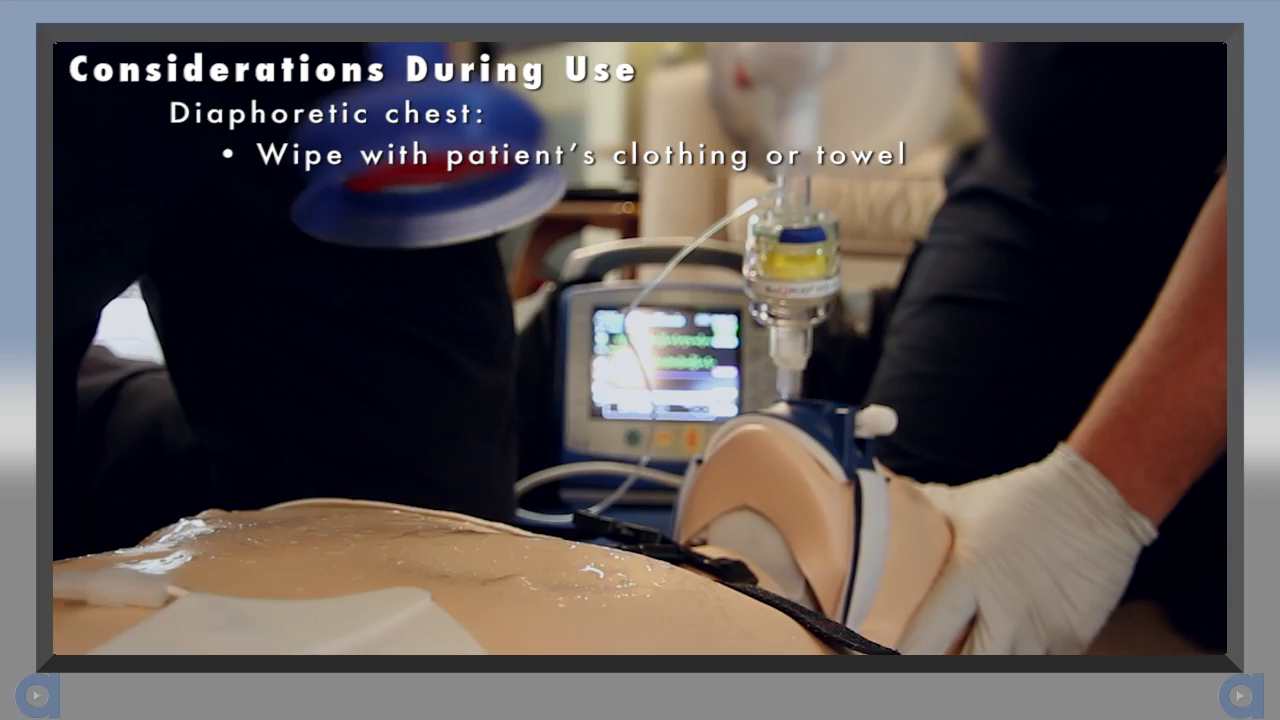 Considerations During Use
Diaphoretic chest:
• Wipe with patient’s clothing or towel